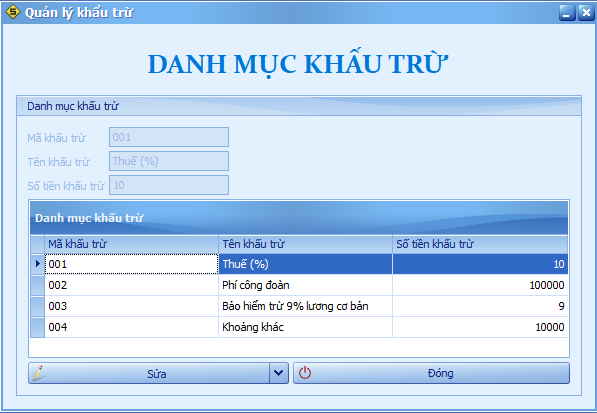 Quản lý khấu trừ
DANH MỤC KHẤU TRỪ
Danh mục khấu trừ
Mã khấu trừ 001
Tên khấu trừ Thuế (%)
Số tiền khấu trừ 10
Danh mục khấu trừ
Mã khấu trừ Tên khấu trừ Số tiền khấu trừ
001 Thuế (%) 10
002 Phí công đoàn 100000
003 Bảo hiểm trừ 9% lương cơ bản 9
004 Khoảng khác 10000
Sửa Đóng